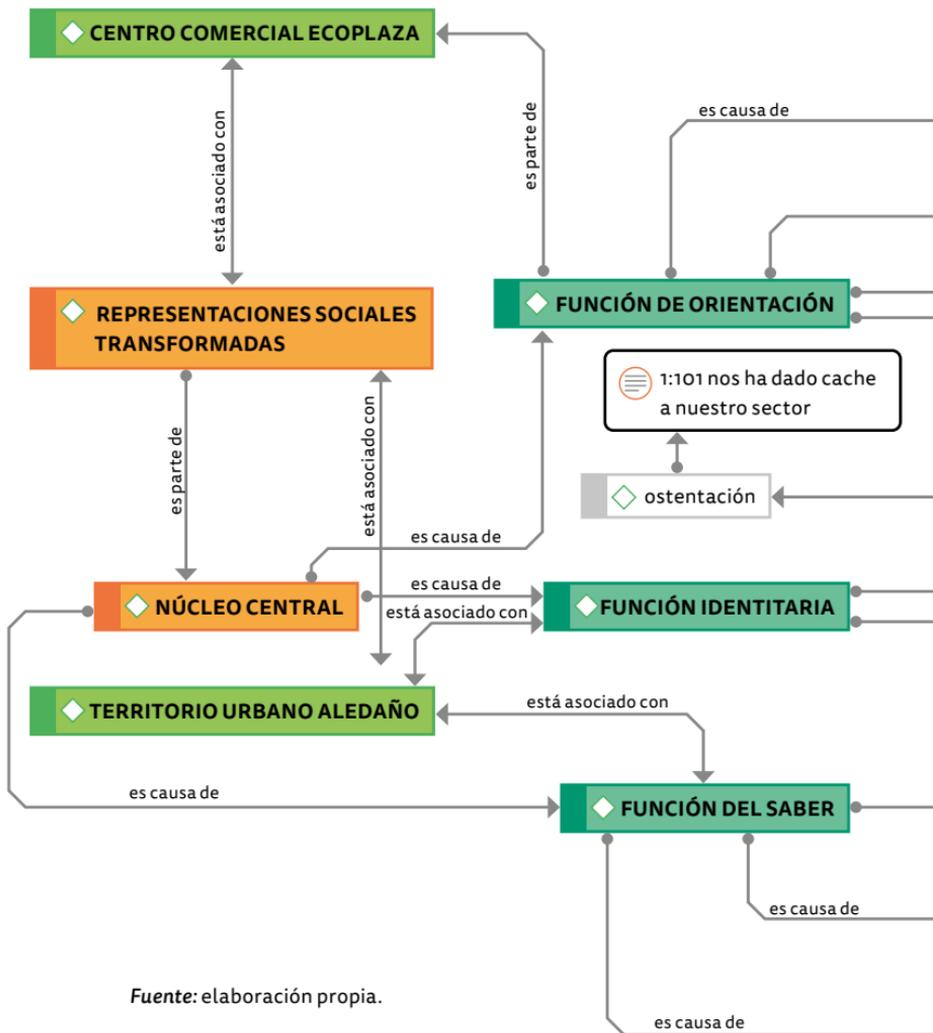 CENTRO COMERCIAL ECOPLAZA
es causa de
es parte de
está asociado con
REPRESENTACIONES SOCIALES
TRANSFORMADAS
FUNCIÓN DE ORIENTACIÓN
1:101 nos ha dado cache
a nuestro sector
es parte de
está asociado con
ostentación
es causa de
es causa de
NÚCLEO CENTRAL
está asociado con
FUNCIÓN IDENTITARIA
TERRITORIO URBANO ALEDAÑO
está asociado con
es causa de
FUNCIÓN DEL SABER
es causa de
Fuente: elaboración propia.
es causa de